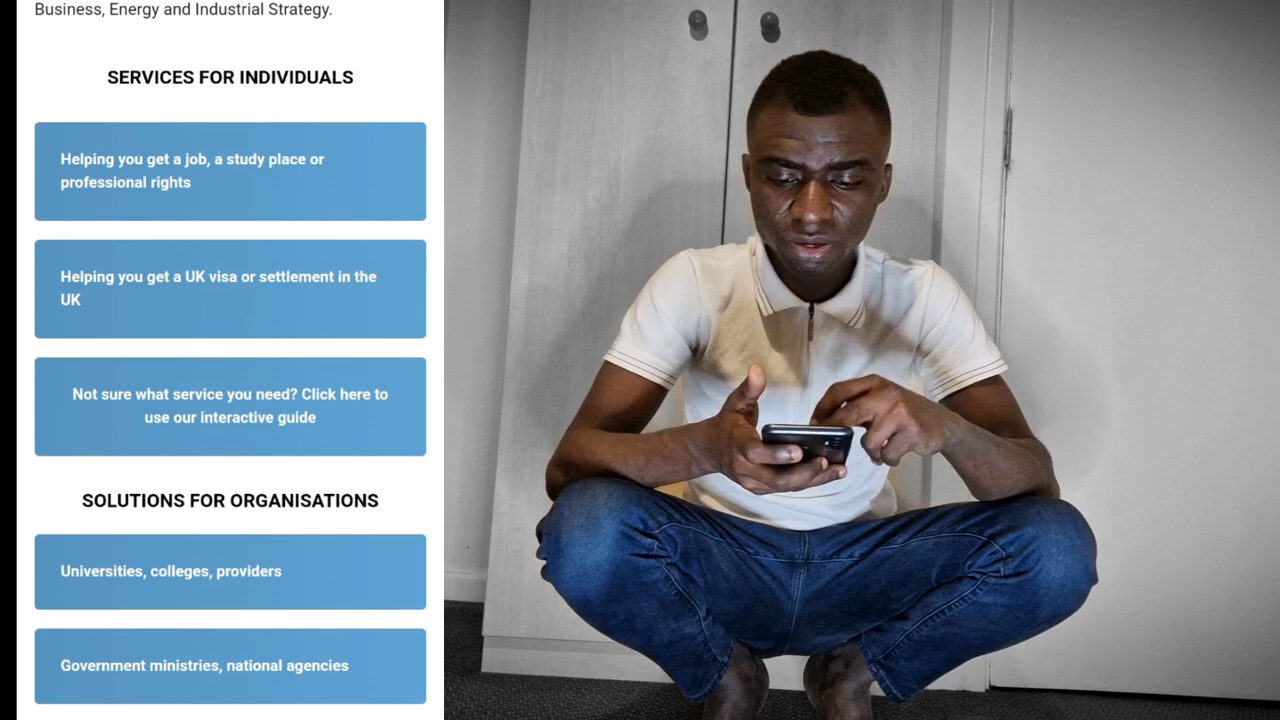 Business, Energy and Industrial Strategy.
SERVICES FOR INDIVIDUALS
Helping you get a job, a study place or
professional rights
Helping you get a UK visa or settlement in the
UK
Not sure what service you need? Click here to
use our interactive guide
SOLUTIONS FOR ORGANISATIONS
Universities, colleges, providers
Government ministries, national agencies